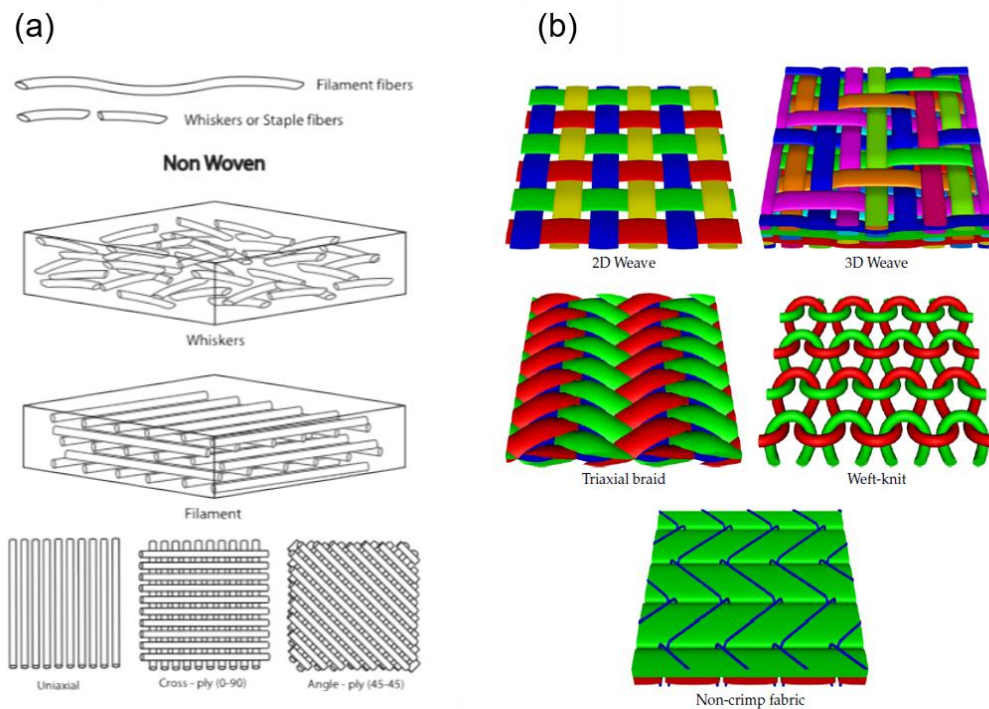 (a)
Filament fibers
Whiskers or Staple fibers
Non Woven
Whiskers
Filament
Uniaxial
Cross - ply (0-90)
Angle - ply (45-45)
(b)
2D Weave
3D Weave
Triaxial braid
Weft-knit
Non-crimp fabric